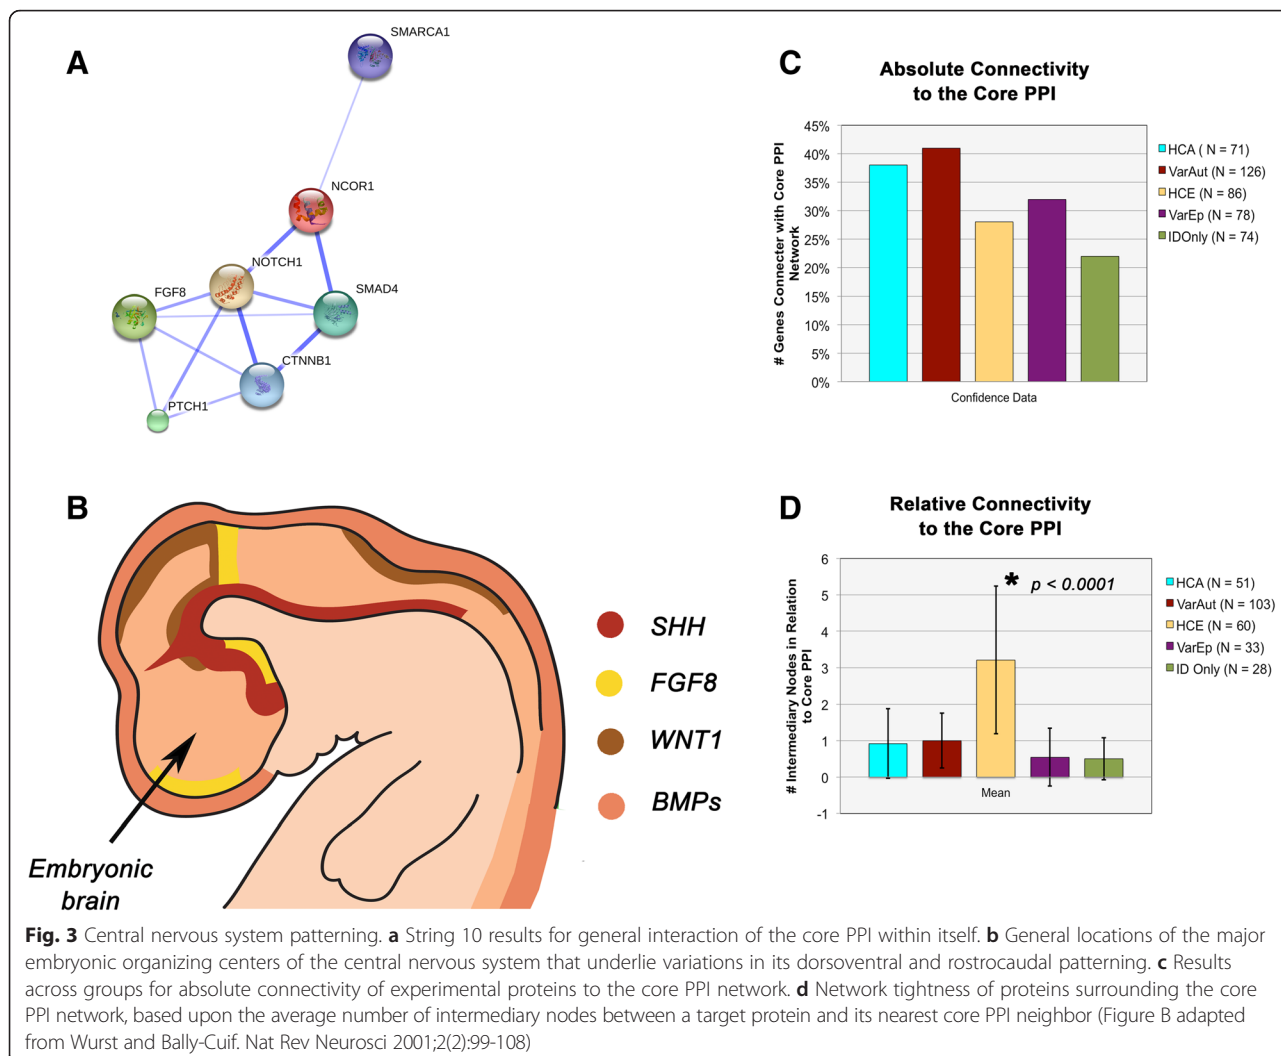 A
SMARCA1
NCOR1
NOTCH1
FGF8
SMAD4
CTNNB1
PTCH1
C
Absolute Connectivity
to the Core PPI
# Genes Connecter with Core PPI
Network
45%
40%
35%
30%
25%
20%
15%
10%
5%
0%
Confidence Data
HCA ( N = 71)
VarAut (N = 126)
HCE (N = 86)
VarEp (N = 78)
IDOnly (N = 74)
B
SHH
FGF8
WNT1
BMPs
Embryonic
brain
D
Relative Connectivity
to the Core PPI
# Intermediary Nodes in Relation
to Core PPI
6
5
4
3
2
1
0
-1
* p < 0.0001
Mean
HCA (N = 51)
VarAut (N = 103)
HCE (N = 60)
VarEp (N = 33)
ID Only (N = 28)
Fig. 3 Central nervous system patterning. a String 10 results for general interaction of the core PPI within itself. b General locations of the major
embryonic organizing centers of the central nervous system that underlie variations in its dorsoventral and rostrocaudal patterning. c Results
across groups for absolute connectivity of experimental proteins to the core PPI network. d Network tightness of proteins surrounding the core
PPI network, based upon the average number of intermediary nodes between a target protein and its nearest core PPI neighbor (Figure B adapted
from Wurst and Bally-Cuif. Nat Rev Neurosci 2001;2(2):99-108)